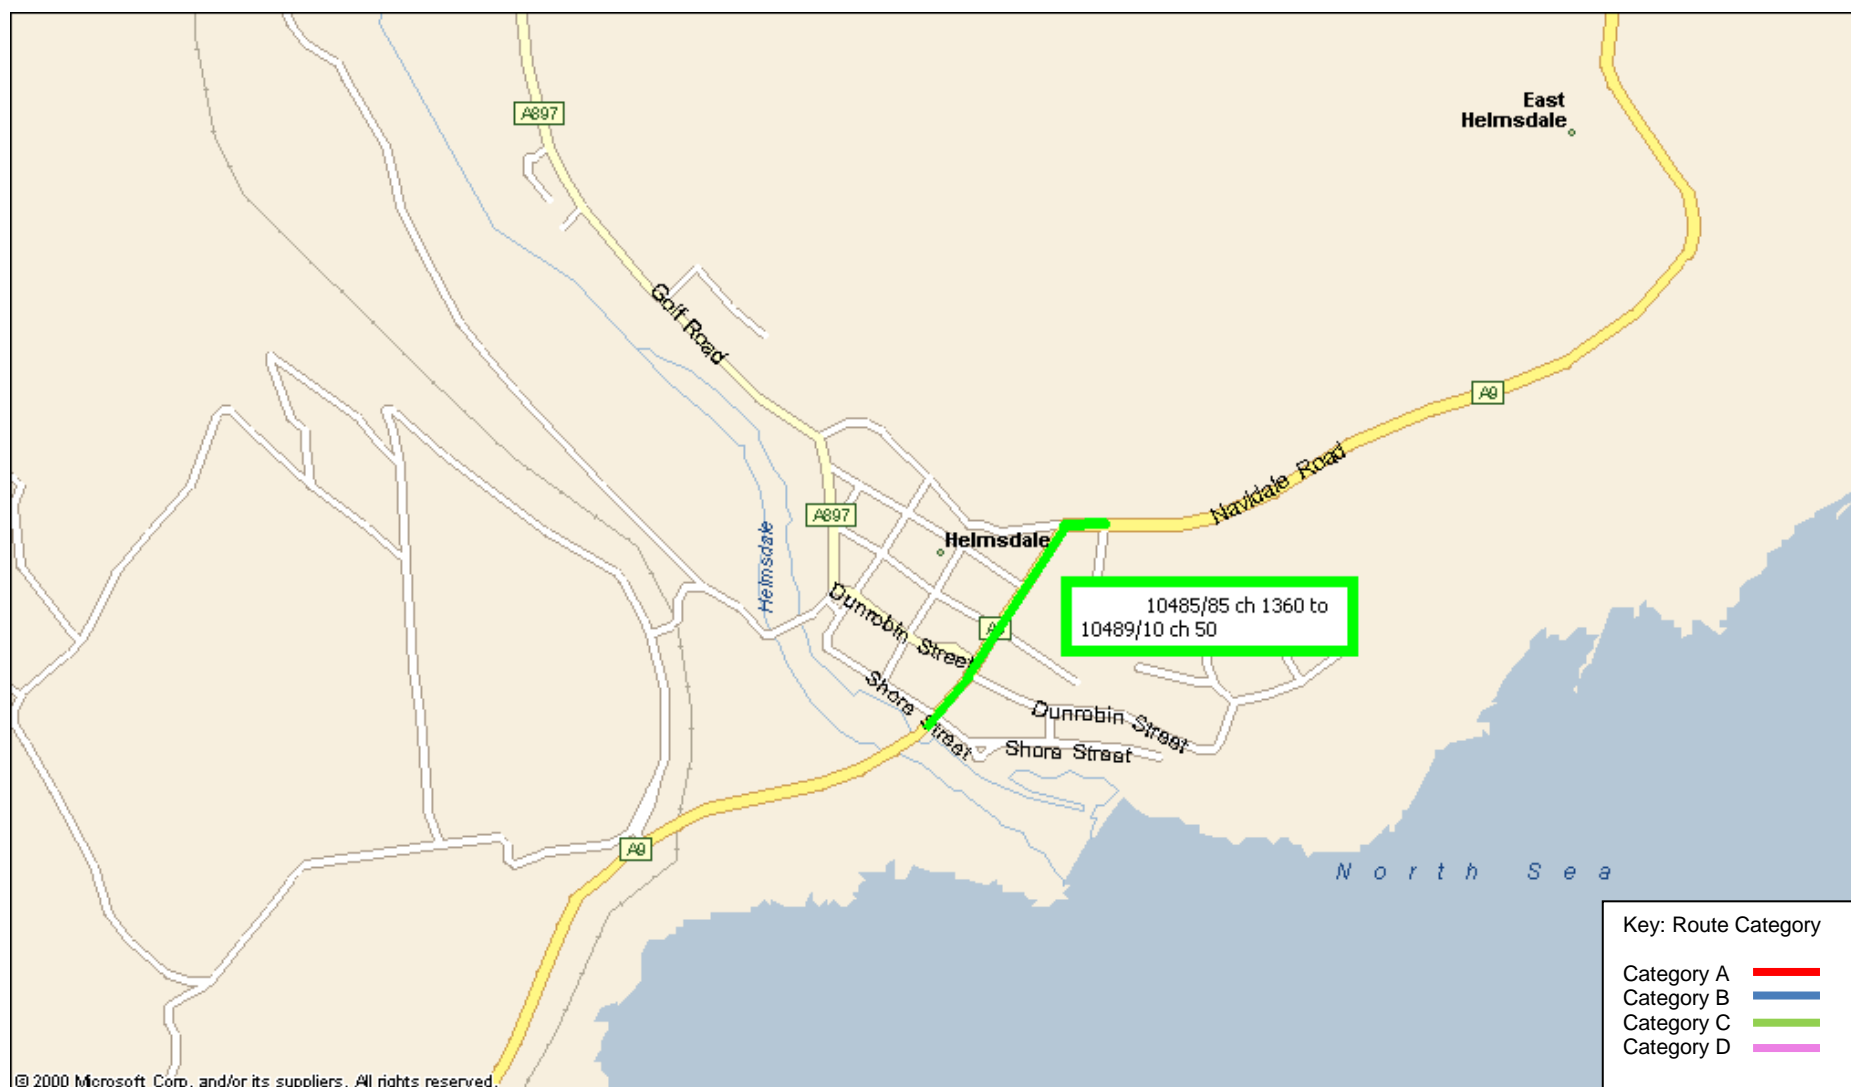 A897
East
Helmsdale
Golf Road
A9
Navidale Road
A897
Helmsdale
Helmsdale
Dunrobin Street
10485/85 ch 1360 to
10489/10 ch 50
Shore Street
Dunrobin Street
Shore Street
A9
North Sea
Key: Route Category
Category A
Category B
Category C
Category D
© 2000 Microsoft Corp. and/or its suppliers. All rights reserved.